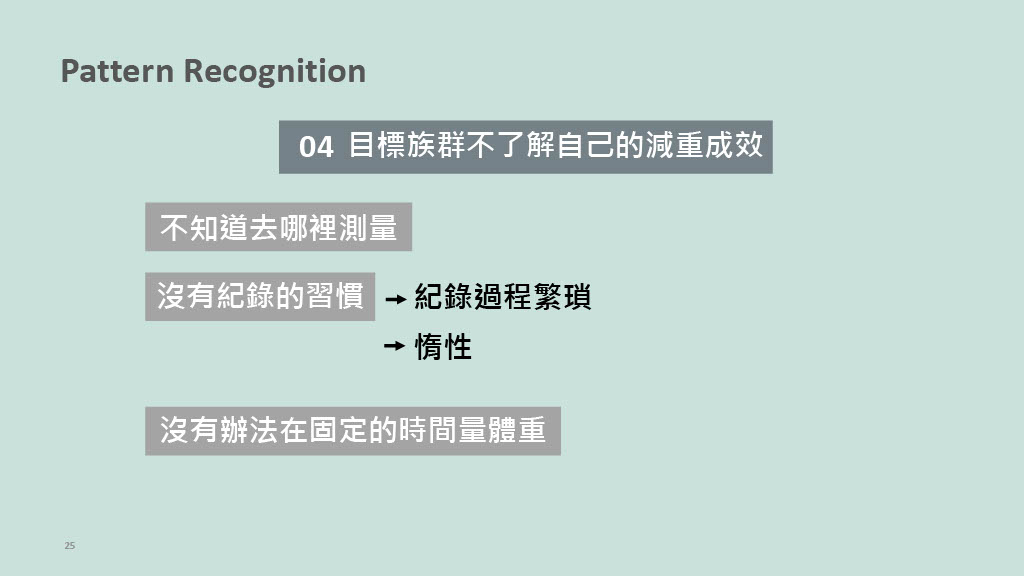 Pattern Recognition
04 目標族群不了解自己的減重成效
不知道去哪裡測量
沒有紀錄的習慣 → 紀錄過程繁瑣
→ 惰性
沒有辦法在固定的時間量體重
25